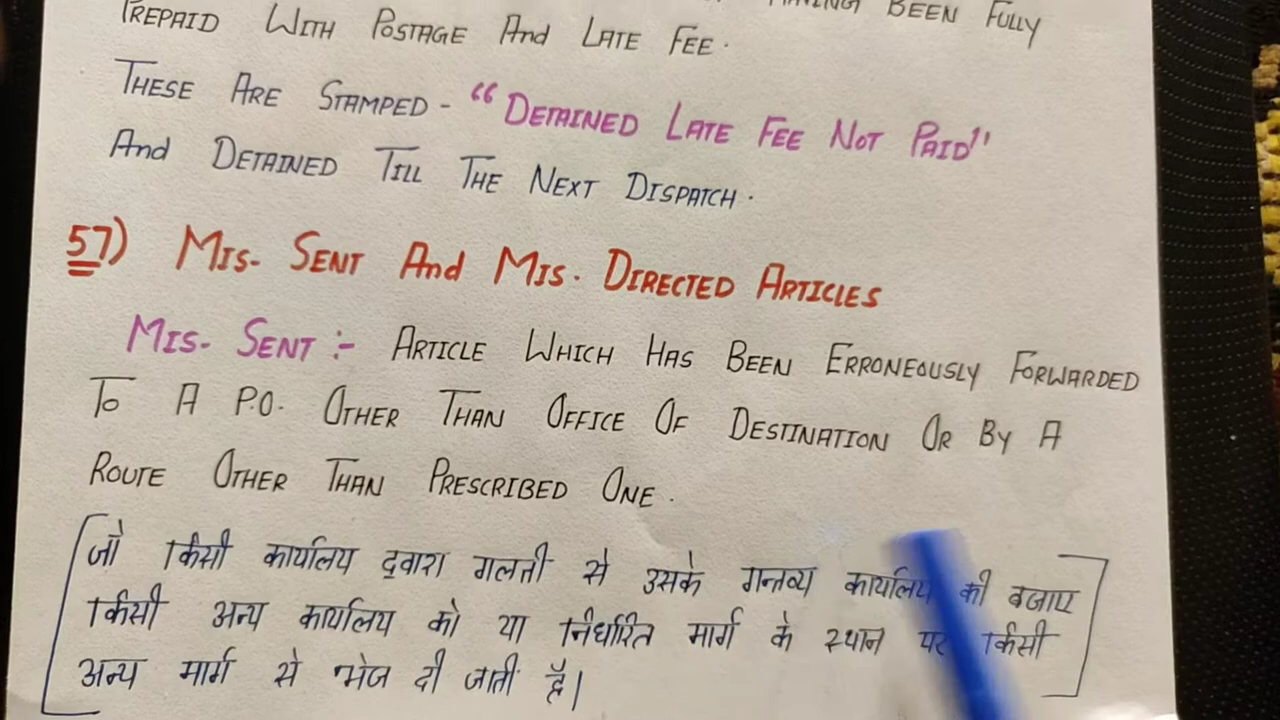 HAVING BEEN FULLY
PREPAID WITH POSTAGE And LATE FEE.
THESE ARE STAMPED - "DETAINED LATE FEE NOT PAID"
And DETAINED TILL THE NEXT DISPATCH.
57) MIS- SENT And MIS. DIRECTED ARTICLES
MIS- SENT :- ARTICLE WHICH HAS BEEN ERRONEOUSLY FORWARDED
TO A P.O. OTHER THAN OFFICE OF DESTINATION OR BY A
ROUTE OTHER THAN PRESCRIBED ONE.
[जो किसी कार्यालय द्वारा गलती से उसके गन्तव्य कार्यालय की बजाए
किसी अन्य कार्यालय को या निर्धारित मार्ग के स्थान पर किसी
अन्य मार्ग से भेज दी जाती है।]